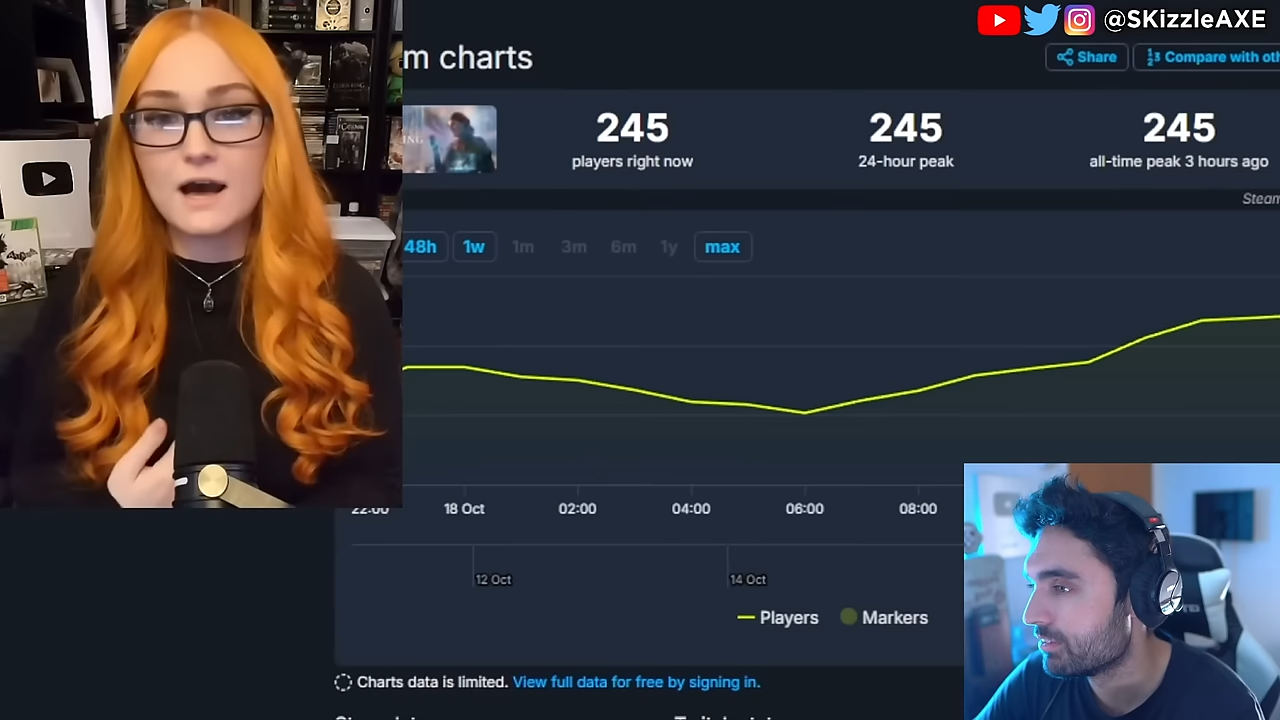 @SKizzleAXE
m charts
Share
Compare with oth
245
players right now
245
24-hour peak
245
all-time peak 3 hours ago
Steam
48h 1w 1m 3m 6m 1y max
22:00 18 Oct 02:00 04:00 06:00 08:00
12 Oct 14 Oct
Players Markers
Charts data is limited. View full data for free by signing in.